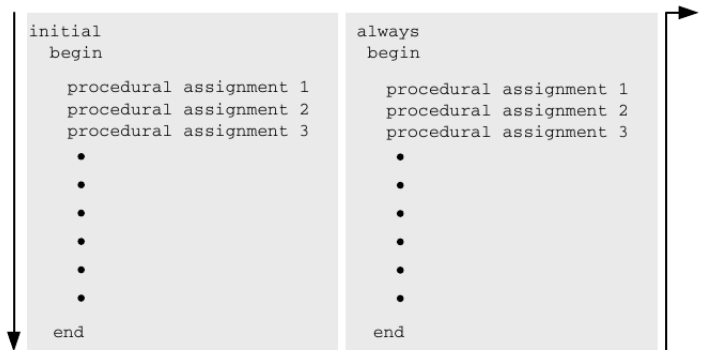 initial
begin
procedural assignment 1
procedural assignment 2
procedural assignment 3
end
always
begin
procedural assignment 1
procedural assignment 2
procedural assignment 3
end